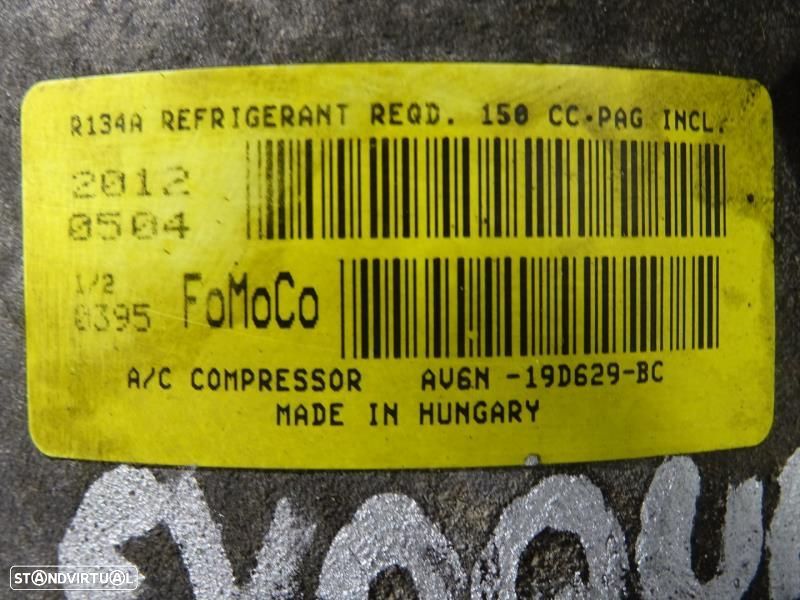 R134A REFRIGERANT REQD. 150 CC-PAG INCL.
2012
0504
1/2
0395 FoMoCo
A/C COMPRESSOR AV6N -19D629-BC
MADE IN HUNGARY
STANDVIRTUAL